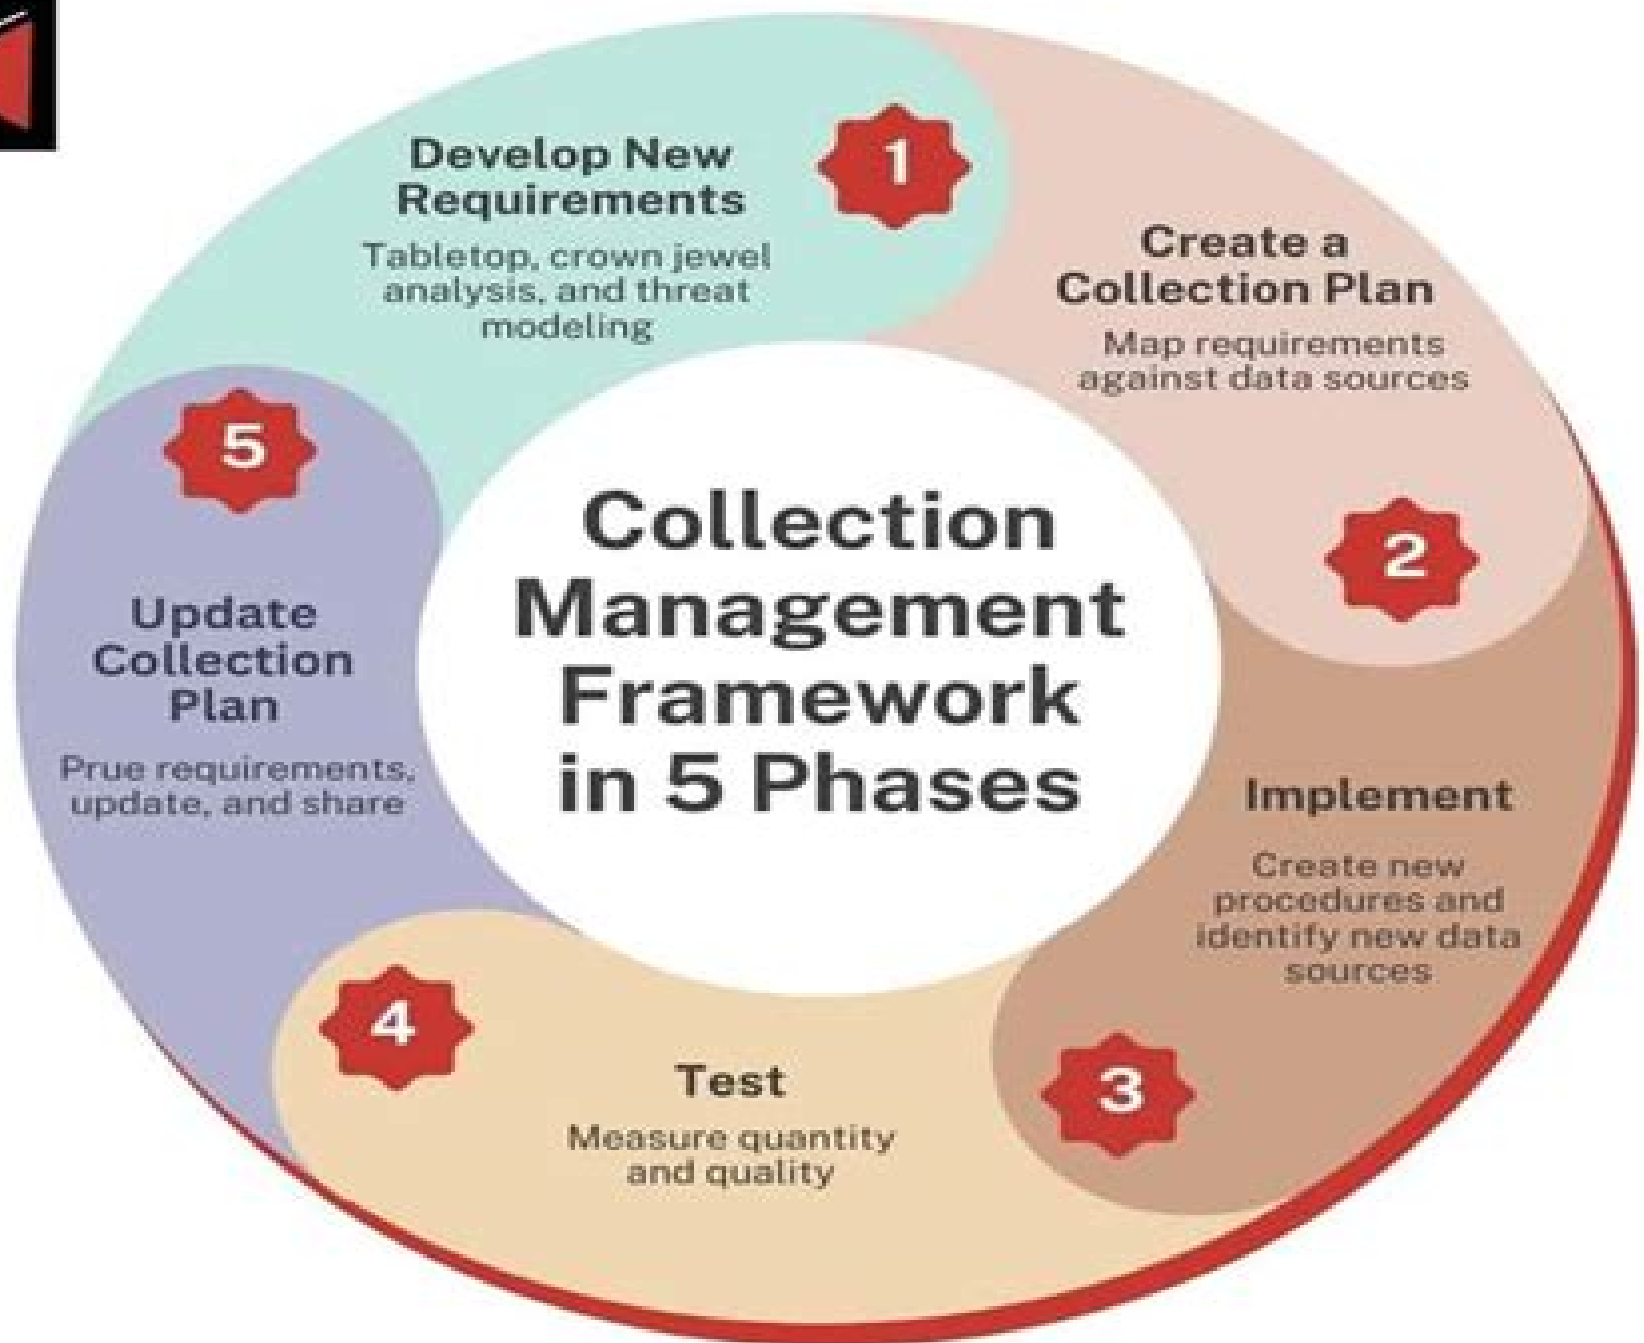 1
Develop New
Requirements
Tabletop, crown jewel
analysis, and threat
modeling
Create a
Collection Plan
Map requirements
against data sources
2
Implement
Create new
procedures and
identify new data
sources
3
4
Test
Measure quantity
and quality
5
Update
Collection
Plan
Prue requirements,
update, and share
Collection
Management
Framework
in 5 Phases